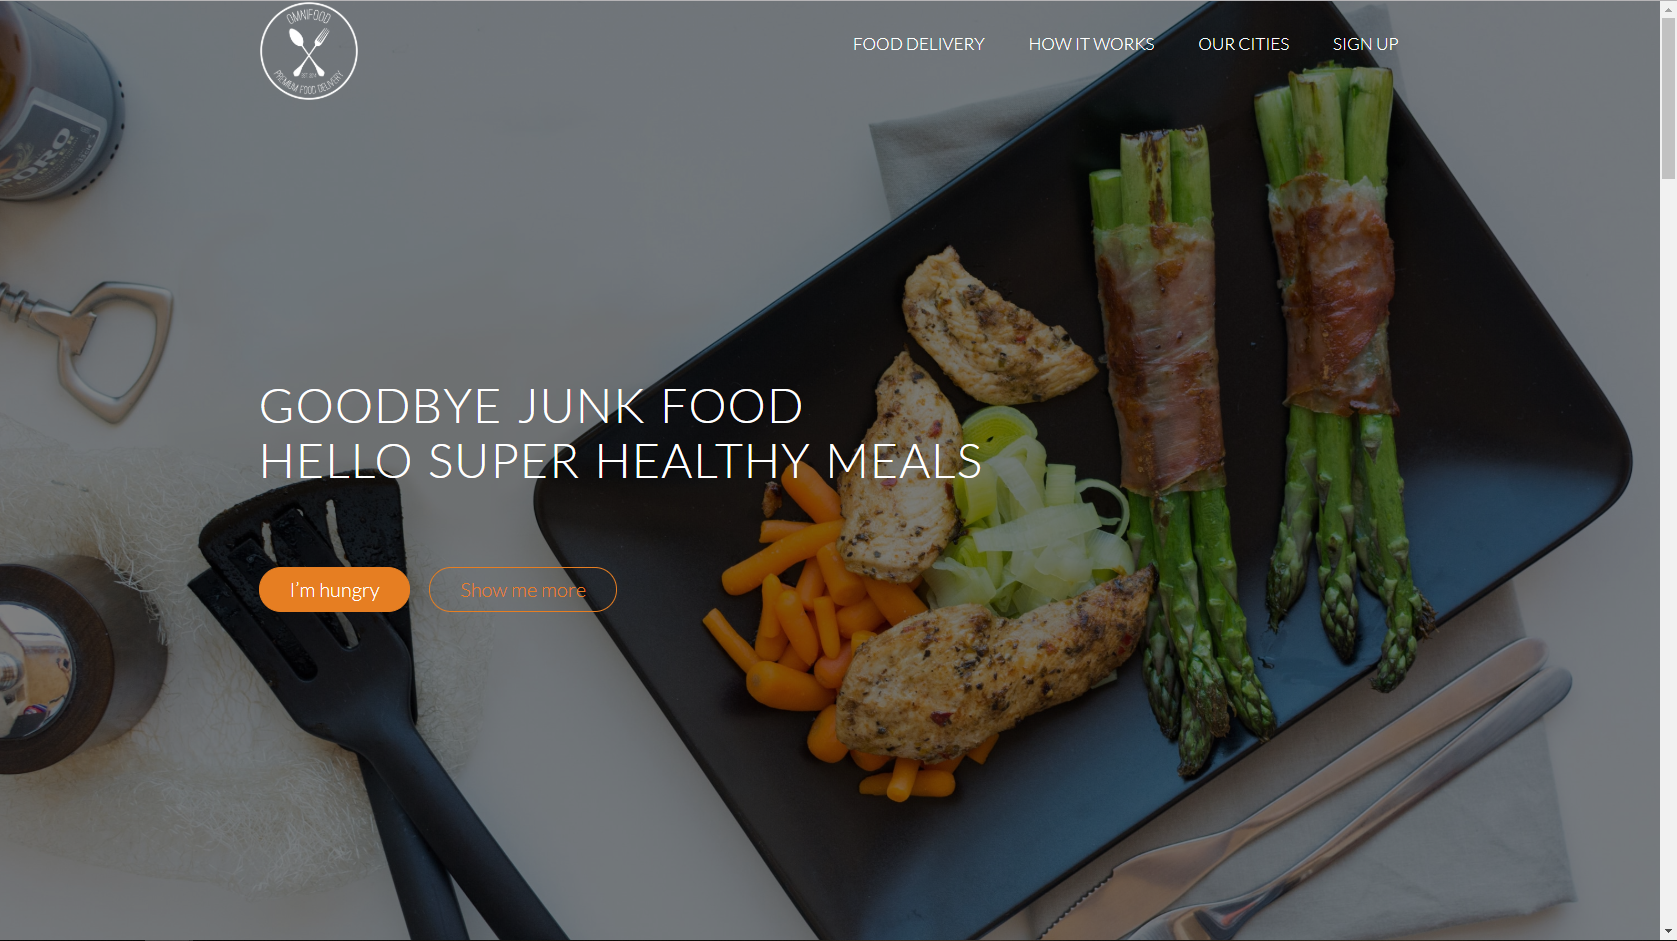 OMNIFOOD
EST. 2014
PREMIUM FOOD DELIVERY
FOOD DELIVERY
HOW IT WORKS
OUR CITIES
SIGN UP
GOODBYE JUNK FOOD
HELLO SUPER HEALTHY MEALS
I'm hungry
Show me more